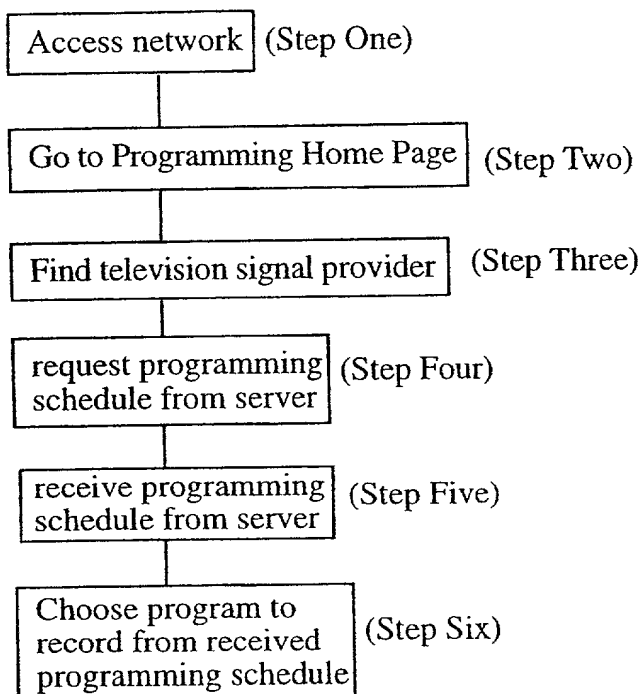 Access network (Step One)
Go to Programming Home Page (Step Two)
Find television signal provider (Step Three)
request programming (Step Four)
schedule from server
receive programming (Step Five)
schedule from server
Choose program to
record from received (Step Six)
programming schedule